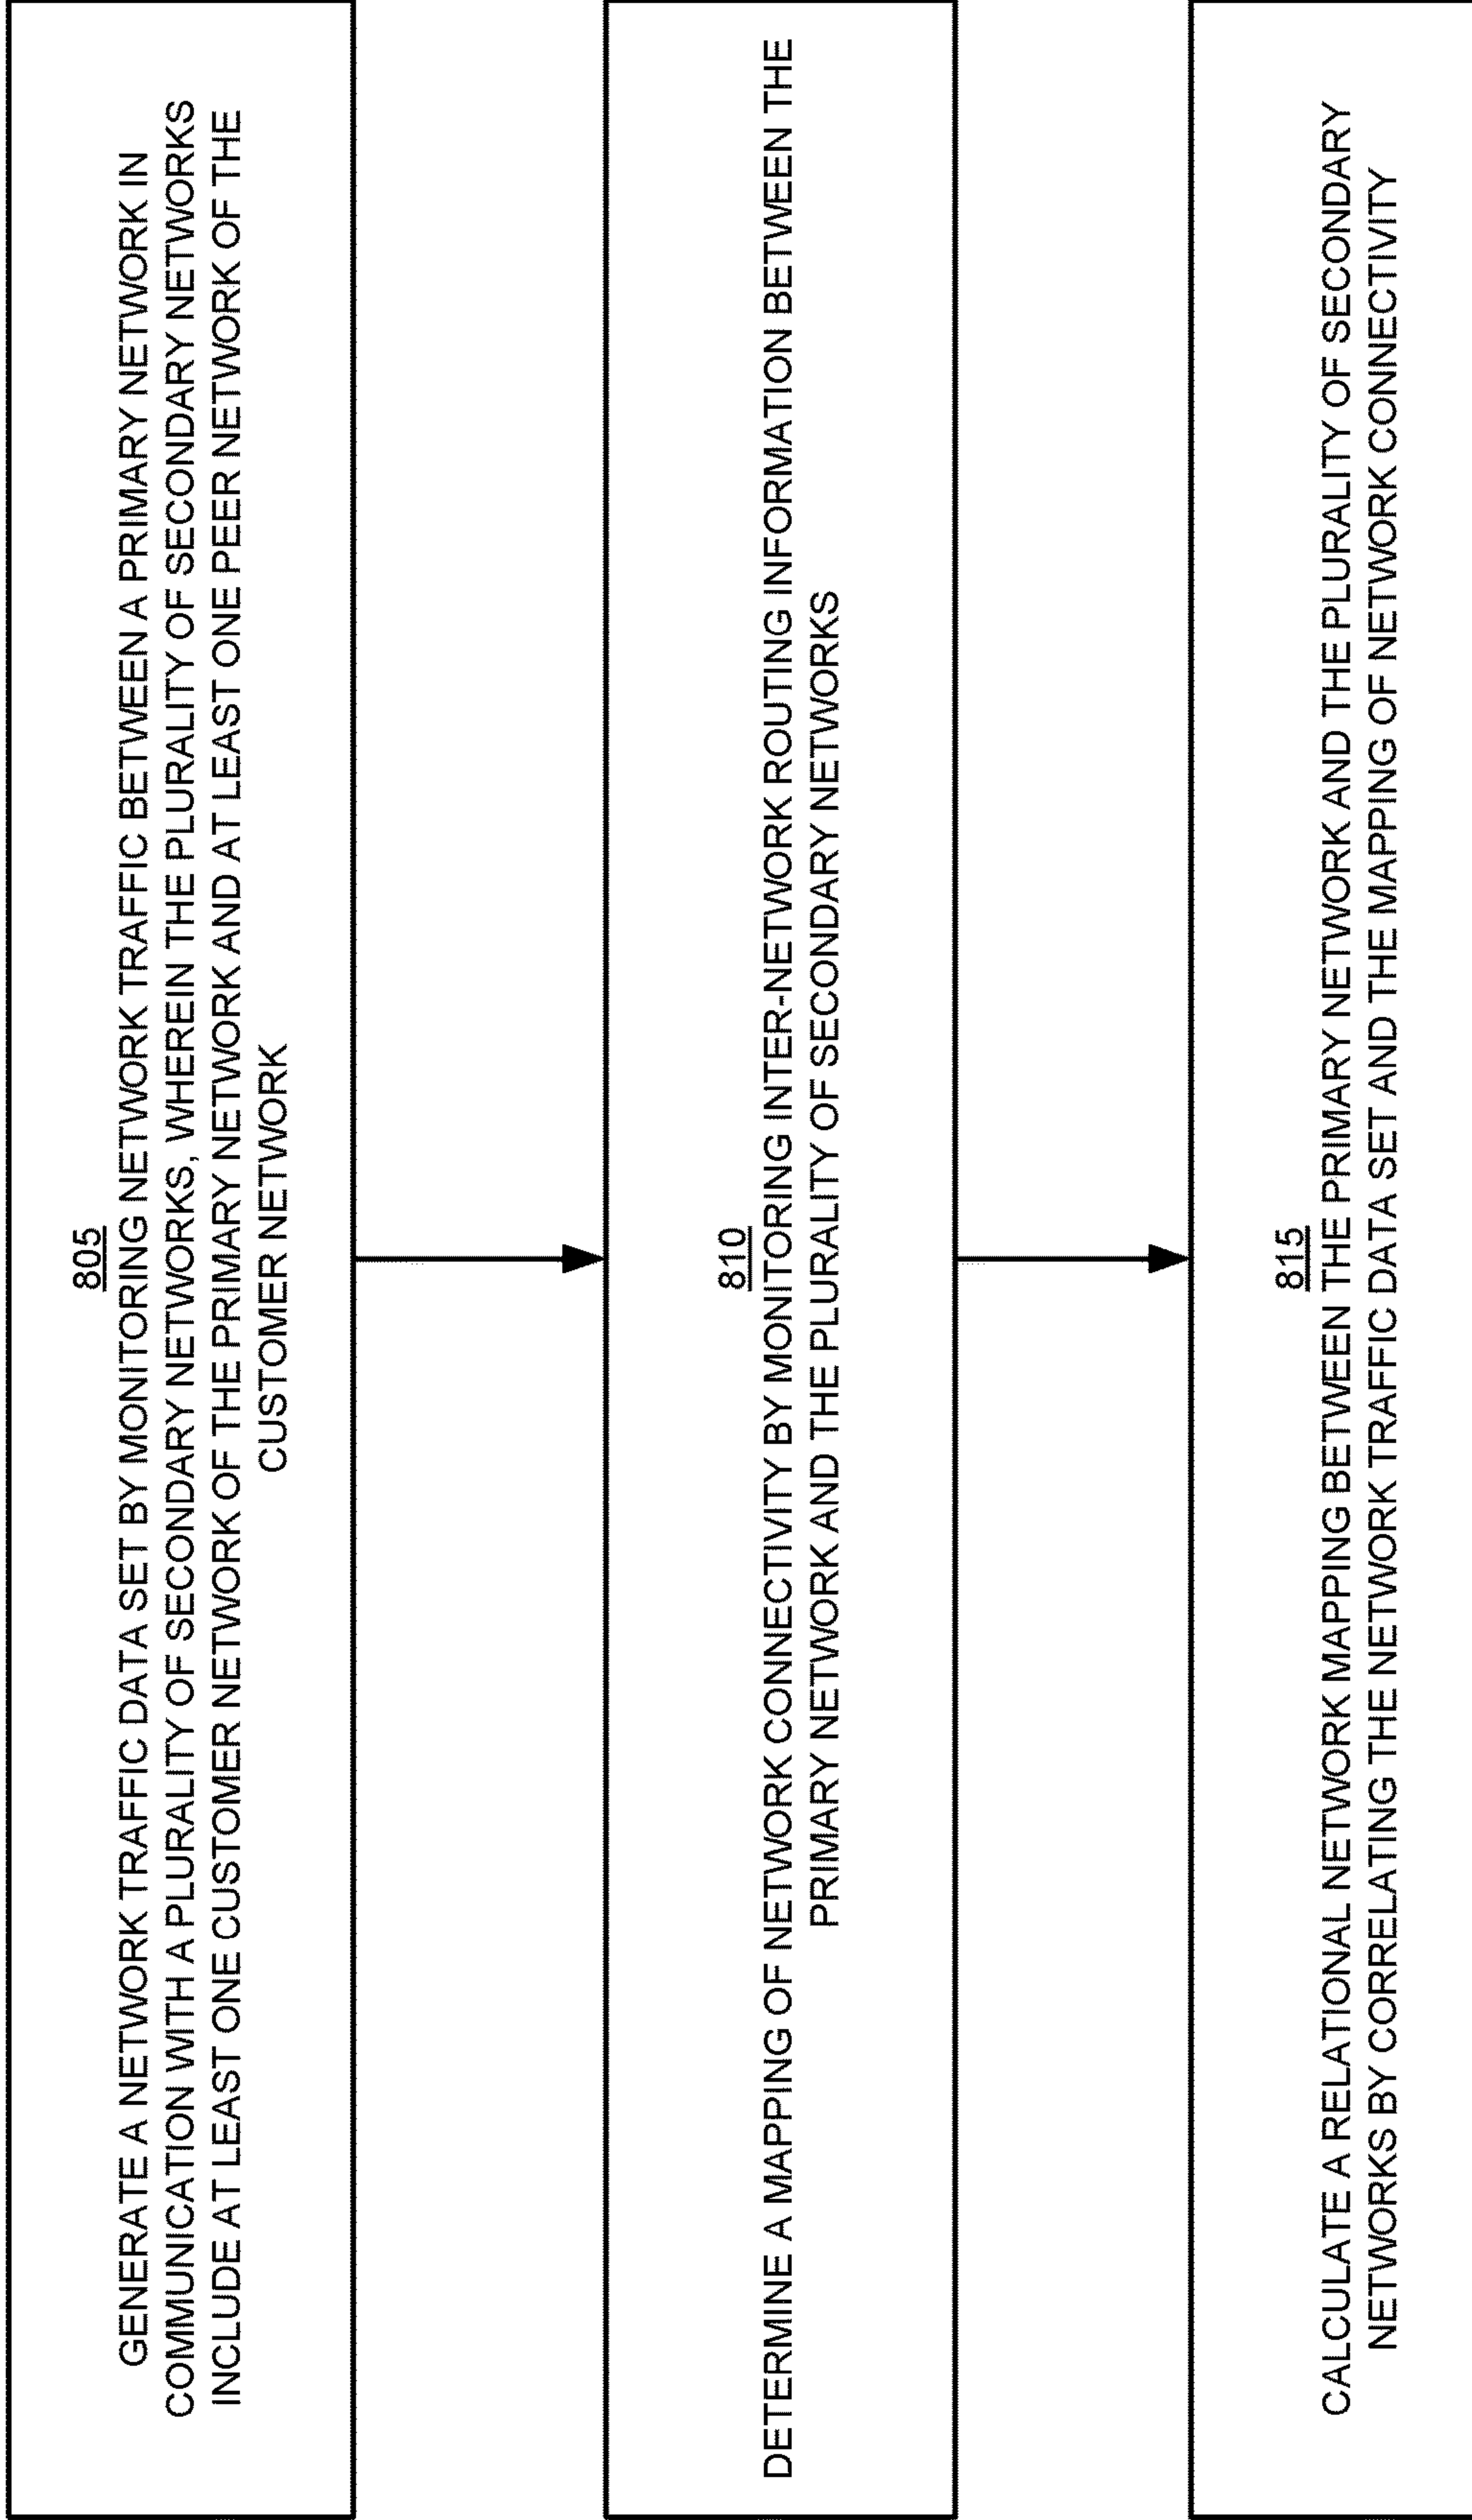 805
GENERATE A NETWORK TRAFFIC DATA SET BY MONITORING NETWORK TRAFFIC BETWEEN A PRIMARY NETWORK IN
COMMUNICATION WITH A PLURALITY OF SECONDARY NETWORKS, WHEREIN THE PLURALITY OF SECONDARY NETWORKS
INCLUDE AT LEAST ONE CUSTOMER NETWORK OF THE PRIMARY NETWORK AND AT LEAST ONE PEER NETWORK OF THE
CUSTOMER NETWORK
810
DETERMINE A MAPPING OF NETWORK CONNECTIVITY BY MONITORING INTER-NETWORK ROUTING INFORMATION BETWEEN THE
PRIMARY NETWORK AND THE PLURALITY OF SECONDARY NETWORKS
815
CALCULATE A RELATIONAL NETWORK MAPPING BETWEEN THE PRIMARY NETWORK AND THE PLURALITY OF SECONDARY
NETWORKS BY CORRELATING THE NETWORK TRAFFIC DATA SET AND THE MAPPING OF NETWORK CONNECTIVITY